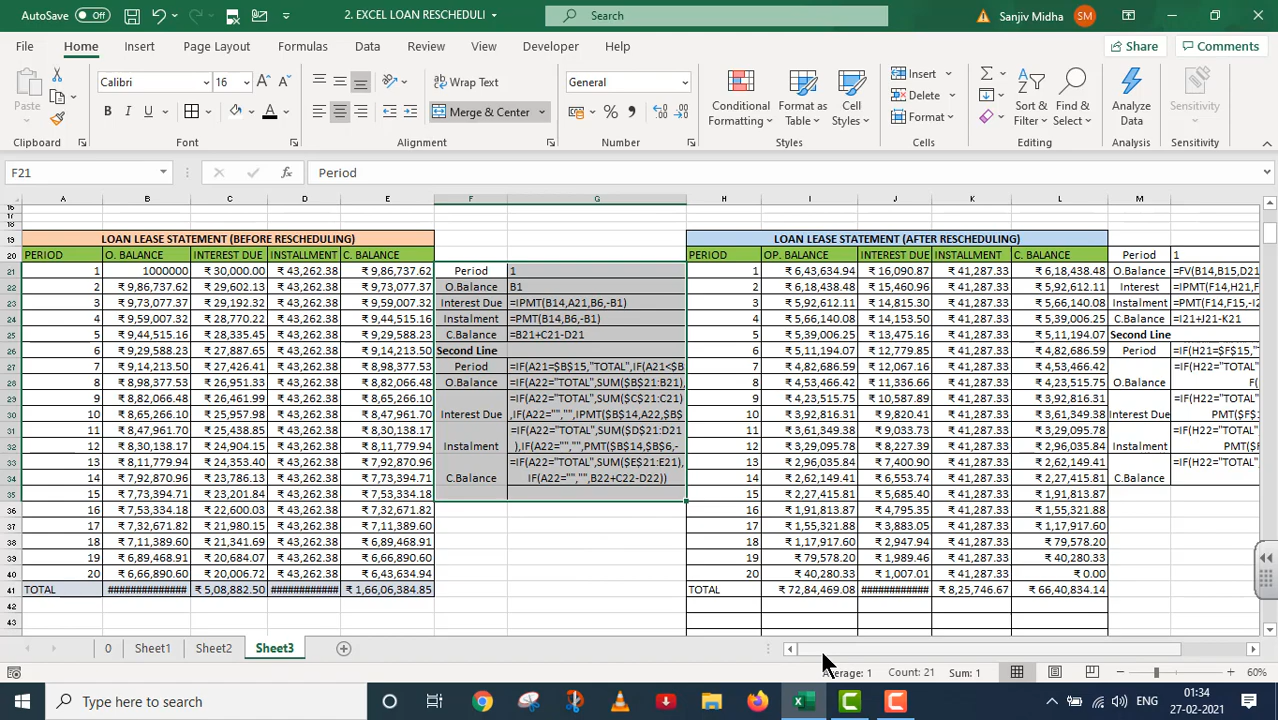 AutoSave Off 2. EXCEL LOAN RESCHEDULI Search Sanjiv Midha SM
File Home Insert Page Layout Formulas Data Review View Developer Help Share Comments
Paste Calibri 16 A A Wrap Text General Conditional Formatting Format as Table Cell Styles Insert Sort & Filter Find & Select Analyze Data Sensitivity
B I U A Merge & Center % Delete Format
Clipboard Font Alignment Number Styles Cells Editing Analysis Sensitivity
F21 fx Period
A B C D E F G H I J K L M
16
17
18
19 LOAN LEASE STATEMENT (BEFORE RESCHEDULING) LOAN LEASE STATEMENT (AFTER RESCHEDULING)
20 PERIOD O. BALANCE INTEREST DUE INSTALLMENT C. BALANCE PERIOD OP. BALANCE INTEREST DUE INSTALLMENT C. BALANCE Period 1
21 1 1000000 ₹ 30,000.00 ₹ 43,262.38 ₹ 9,86,737.62 Period 1 1 ₹ 6,43,634.94 ₹ 16,090.87 ₹ 41,287.33 ₹ 6,18,438.48 O.Balance =FV(B14,B15,D21
22 2 ₹ 9,86,737.62 ₹ 29,602.13 ₹ 43,262.38 ₹ 9,73,077.37 O.Balance B1 2 ₹ 6,18,438.48 ₹ 15,460.96 ₹ 41,287.33 ₹ 5,92,612.11 Interest =IPMT(F14,F21,F
23 3 ₹ 9,73,077.37 ₹ 29,192.32 ₹ 43,262.38 ₹ 9,59,007.32 Interest Due =IPMT(B14,A21,B6,-B1) 3 ₹ 5,92,612.11 ₹ 14,815.30 ₹ 41,287.33 ₹ 5,66,140.08 Instalment =PMT(F14,F15,-I2
24 4 ₹ 9,59,007.32 ₹ 28,770.22 ₹ 43,262.38 ₹ 9,44,515.16 Instalment =PMT(B14,B6,-B1) 4 ₹ 5,66,140.08 ₹ 14,153.50 ₹ 41,287.33 ₹ 5,39,006.25 C.Balance =I21+J21-K21
25 5 ₹ 9,44,515.16 ₹ 28,335.45 ₹ 43,262.38 ₹ 9,29,588.23 C.Balance =B21+C21-D21 5 ₹ 5,39,006.25 ₹ 13,475.16 ₹ 41,287.33 ₹ 5,11,194.07 Second Line
26 6 ₹ 9,29,588.23 ₹ 27,887.65 ₹ 43,262.38 ₹ 9,14,213.50 Second Line 6 ₹ 5,11,194.07 ₹ 12,779.85 ₹ 41,287.33 ₹ 4,82,686.59 Period =IF(H21=$F$15,"
27 7 ₹ 9,14,213.50 ₹ 27,426.41 ₹ 43,262.38 ₹ 8,98,377.53 Period =IF(A21=$B$15,"TOTAL",IF(A21<$B 7 ₹ 4,82,686.59 ₹ 12,067.16 ₹ 41,287.33 ₹ 4,53,466.42 =IF(H22="TOTAL"
28 8 ₹ 8,98,377.53 ₹ 26,951.33 ₹ 43,262.38 ₹ 8,82,066.48 O.Balance =IF(A22="TOTAL",SUM($B$21:B21), 8 ₹ 4,53,466.42 ₹ 11,336.66 ₹ 41,287.33 ₹ 4,23,515.75 O.Balance F(
29 9 ₹ 8,82,066.48 ₹ 26,461.99 ₹ 43,262.38 ₹ 8,65,266.10 =IF(A22="TOTAL",SUM($C$21:C21) 9 ₹ 4,23,515.75 ₹ 10,587.89 ₹ 41,287.33 ₹ 3,92,816.31 =IF(H22="TOTAL"
30 10 ₹ 8,65,266.10 ₹ 25,957.98 ₹ 43,262.38 ₹ 8,47,961.70 Interest Due ,IF(A22="","",IPMT($B$14,A22,$B$ 10 ₹ 3,92,816.31 ₹ 9,820.41 ₹ 41,287.33 ₹ 3,61,349.38 Interest Due PMT($F$1
31 11 ₹ 8,47,961.70 ₹ 25,438.85 ₹ 43,262.38 ₹ 8,30,138.17 =IF(A22="TOTAL",SUM(D$21:D21 11 ₹ 3,61,349.38 ₹ 9,033.73 ₹ 41,287.33 ₹ 3,29,095.78 =IF(H22="TOTAL"
32 12 ₹ 8,30,138.17 ₹ 24,904.15 ₹ 43,262.38 ₹ 8,11,779.94 Instalment ),IF(A22="","",PMT($B$14,$B$6,- 12 ₹ 3,29,095.78 ₹ 8,227.39 ₹ 41,287.33 ₹ 2,96,035.84 Instalment PMT($F$1
33 13 ₹ 8,11,779.94 ₹ 24,353.40 ₹ 43,262.38 ₹ 7,92,870.96 =IF(A22="TOTAL",SUM($E$21:E21), 13 ₹ 2,96,035.84 ₹ 7,400.90 ₹ 41,287.33 ₹ 2,62,149.41 =IF(H22="TOTAL"
34 14 ₹ 7,92,870.96 ₹ 23,786.13 ₹ 43,262.38 ₹ 7,73,394.71 C.Balance IF(A22="","",B22+C22-D22)) 14 ₹ 2,62,149.41 ₹ 6,553.74 ₹ 41,287.33 ₹ 2,27,415.81 C.Balance
35 15 ₹ 7,73,394.71 ₹ 23,201.84 ₹ 43,262.38 ₹ 7,53,334.18 15 ₹ 2,27,415.81 ₹ 5,685.40 ₹ 41,287.33 ₹ 1,91,813.87
36 16 ₹ 7,53,334.18 ₹ 22,600.03 ₹ 43,262.38 ₹ 7,32,671.82 16 ₹ 1,91,813.87 ₹ 4,795.35 ₹ 41,287.33 ₹ 1,55,321.88
37 17 ₹ 7,32,671.82 ₹ 21,980.15 ₹ 43,262.38 ₹ 7,11,389.60 17 ₹ 1,55,321.88 ₹ 3,883.05 ₹ 41,287.33 ₹ 1,17,917.60
38 18 ₹ 7,11,389.60 ₹ 21,341.69 ₹ 43,262.38 ₹ 6,89,468.91 18 ₹ 1,17,917.60 ₹ 2,947.94 ₹ 41,287.33 ₹ 79,578.20
39 19 ₹ 6,89,468.91 ₹ 20,684.07 ₹ 43,262.38 ₹ 6,66,890.60 19 ₹ 79,578.20 ₹ 1,989.46 ₹ 41,287.33 ₹ 40,280.33
40 20 ₹ 6,66,890.60 ₹ 20,006.72 ₹ 43,262.38 ₹ 6,43,634.94 20 ₹ 40,280.33 ₹ 1,007.01 ₹ 41,287.33 ₹ 0.00
41 TOTAL ############## ₹ 5,08,882.50 ############ ₹ 1,66,06,384.85 TOTAL ₹ 72,84,469.08 ############ ₹ 8,25,746.67 ₹ 66,40,834.14
42
43
0 Sheet1 Sheet2 Sheet3
Average: 1 Count: 21 Sum: 1 60%
Type here to search ENG 01:34
27-02-2021